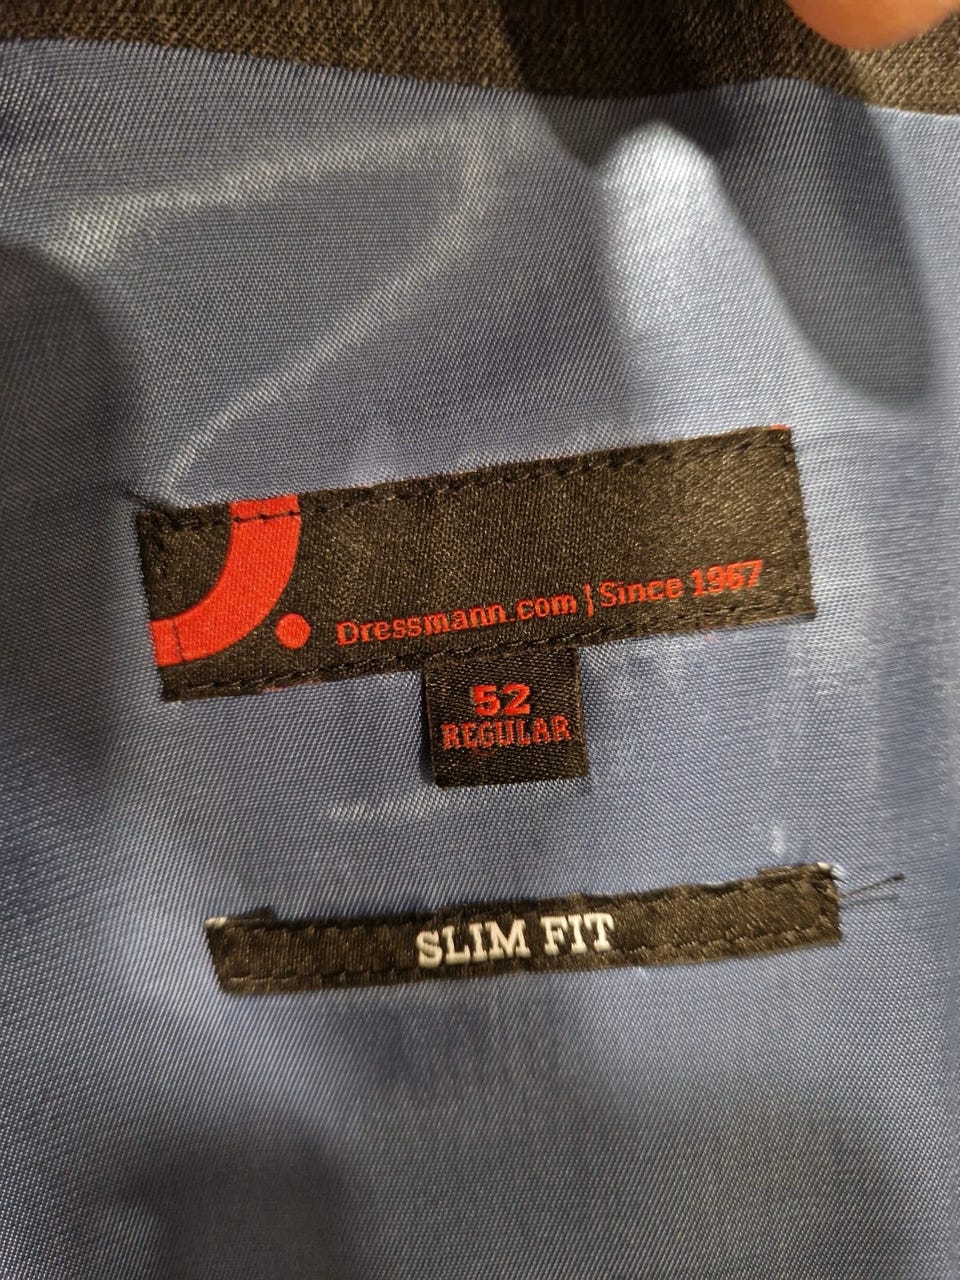 Dressmann.com | Since 1967
52
REGULAR
SLIM FIT